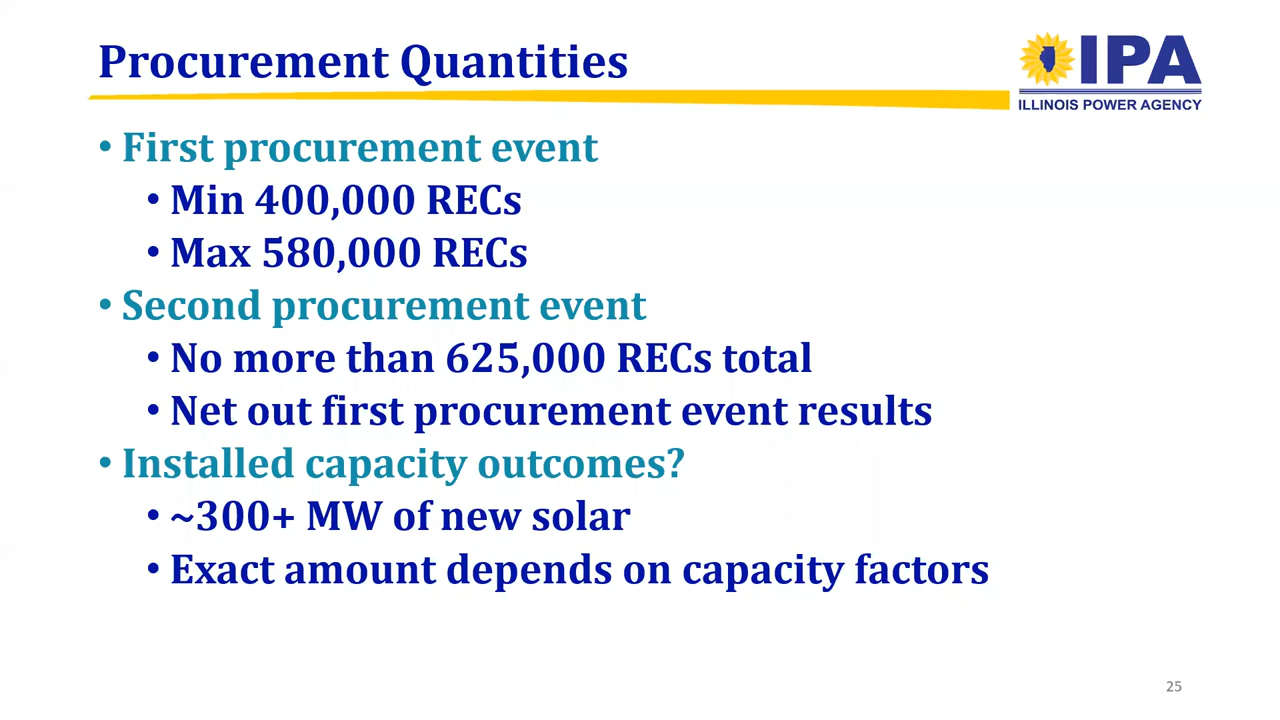 Procurement Quantities
IPA
ILLINOIS POWER AGENCY
• First procurement event
• Min 400,000 RECs
• Max 580,000 RECs
• Second procurement event
• No more than 625,000 RECs total
• Net out first procurement event results
• Installed capacity outcomes?
• ~300+ MW of new solar
• Exact amount depends on capacity factors
25